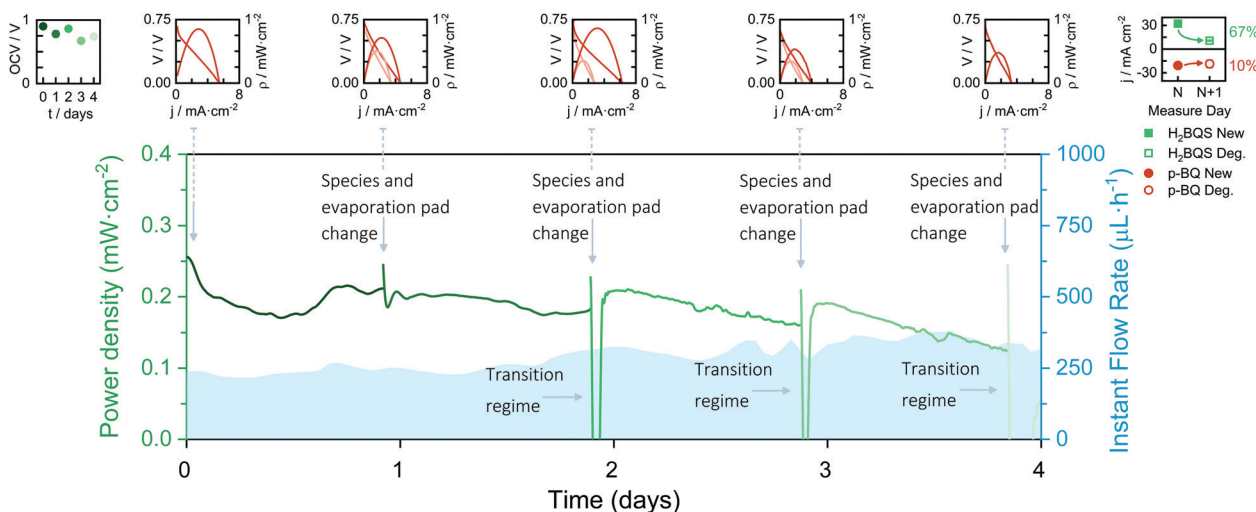 OCV / V
1
0
0 1 2 3 4
t / days
V / V
0.75
0.00
0 8
j / mA·cm⁻²
1
0
ρ / mW·cm⁻²
V / V
0.75
0.00
0 8
j / mA·cm⁻²
1
0
ρ / mW·cm⁻²
V / V
0.75
0.00
0 8
j / mA·cm⁻²
1
0
ρ / mW·cm⁻²
V / V
0.75
0.00
0 8
j / mA·cm⁻²
1
0
ρ / mW·cm⁻²
V / V
0.75
0.00
0 8
j / mA·cm⁻²
1
0
ρ / mW·cm⁻²
j / mA cm⁻²
30
0
-30
67%
10%
N N+1
Measure Day
H₂BQS New
H₂BQS Deg.
p-BQ New
p-BQ Deg.
Power density (mW·cm⁻²)
0.4
0.3
0.2
0.1
0.0
Species and
evaporation pad
change
Species and
evaporation pad
change
Species and
evaporation pad
change
Species and
evaporation pad
change
Transition
regime
Transition
regime
Transition
regime
1000
750
500
250
0
Instant Flow Rate (μL·h⁻¹)
0 1 2 3 4
Time (days)